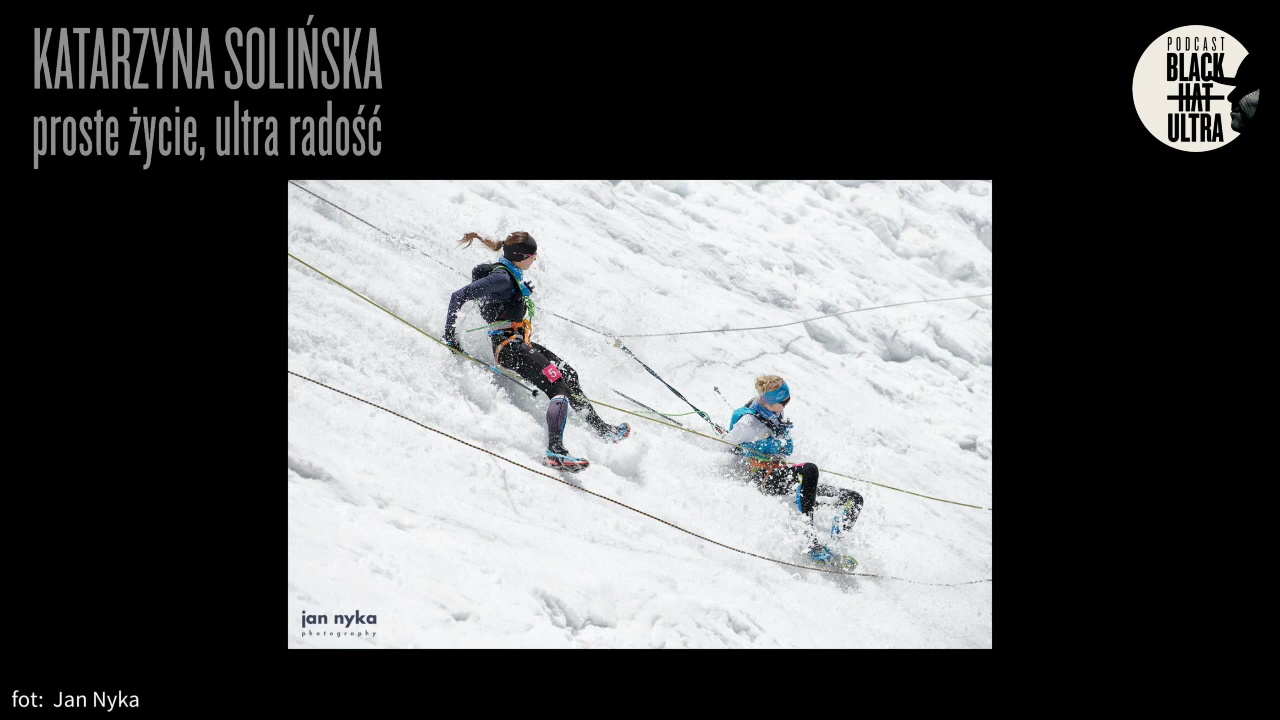 KATARZYNA SOLIŃSKA
proste życie, ultra radość
PODCAST
BLACK
HAT
ULTRA
5
jan nyka
photography
fot: Jan Nyka